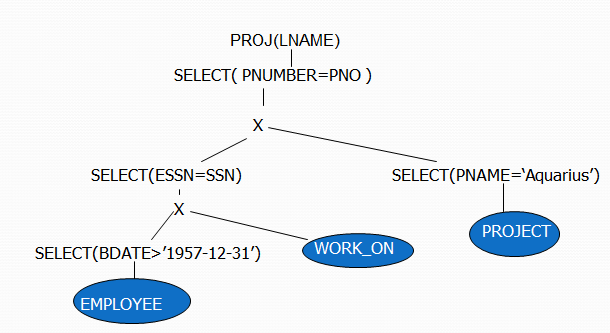 PROJ(LNAME)
SELECT( PNUMBER=PNO )
X
SELECT(ESSN=SSN)
SELECT(PNAME=‘Aquarius’)
X
PROJECT
SELECT(BDATE>’1957-12-31’)
WORK_ON
EMPLOYEE